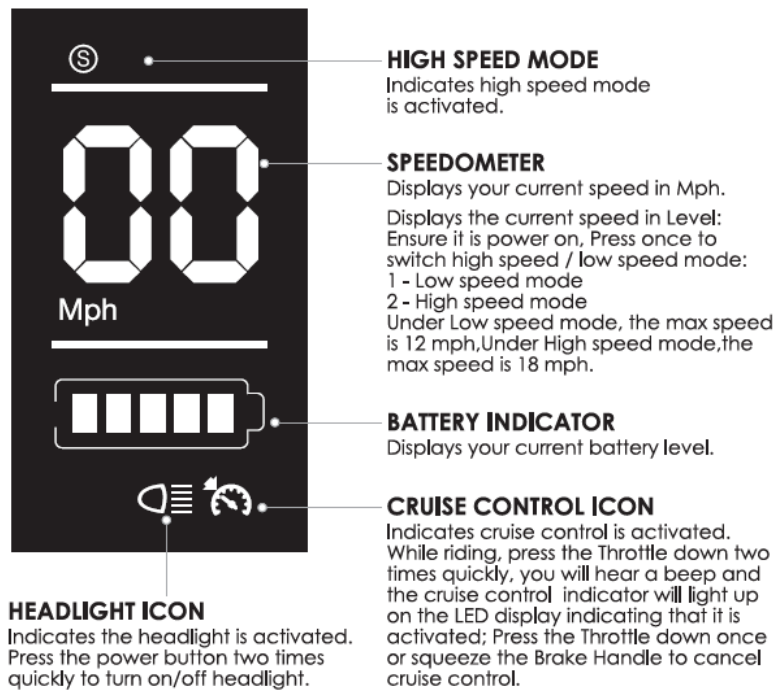 S
HIGH SPEED MODE
Indicates high speed mode
is activated.
00
Mph
SPEEDOMETER
Displays your current speed in Mph.
Displays the current speed in Level:
Ensure it is power on, Press once to
switch high speed / low speed mode:
1 - Low speed mode
2 - High speed mode
Under Low speed mode, the max speed
is 12 mph,Under High speed mode,the
max speed is 18 mph.
BATTERY INDICATOR
Displays your current battery level.
CRUISE CONTROL ICON
Indicates cruise control is activated.
While riding, press the Throttle down two
times quickly, you will hear a beep and
the cruise control indicator will light up
on the LED display indicating that it is
activated; Press the Throttle down once
or squeeze the Brake Handle to cancel
cruise control.
HEADLIGHT ICON
Indicates the headlight is activated.
Press the power button two times
quickly to turn on/off headlight.